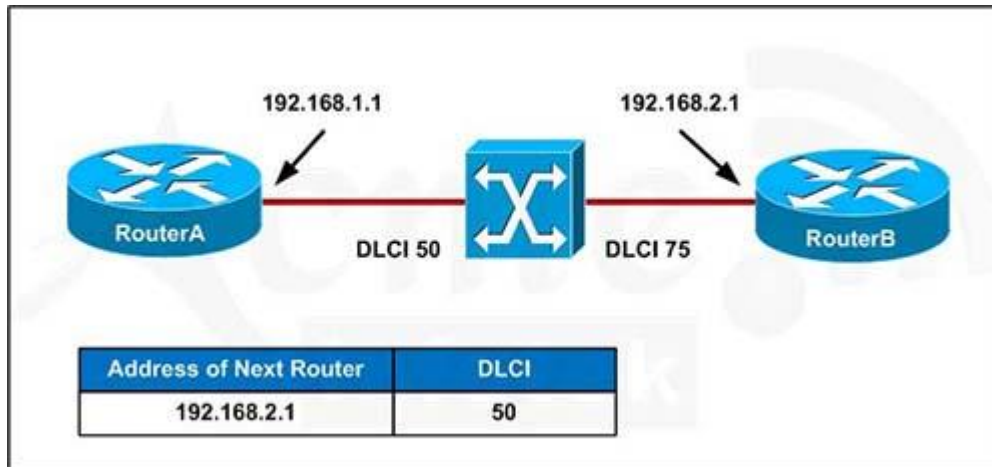 192.168.1.1
192.168.2.1
RouterA
RouterB
DLCI 50
DLCI 75
Address of Next Router DLCI
192.168.2.1 50